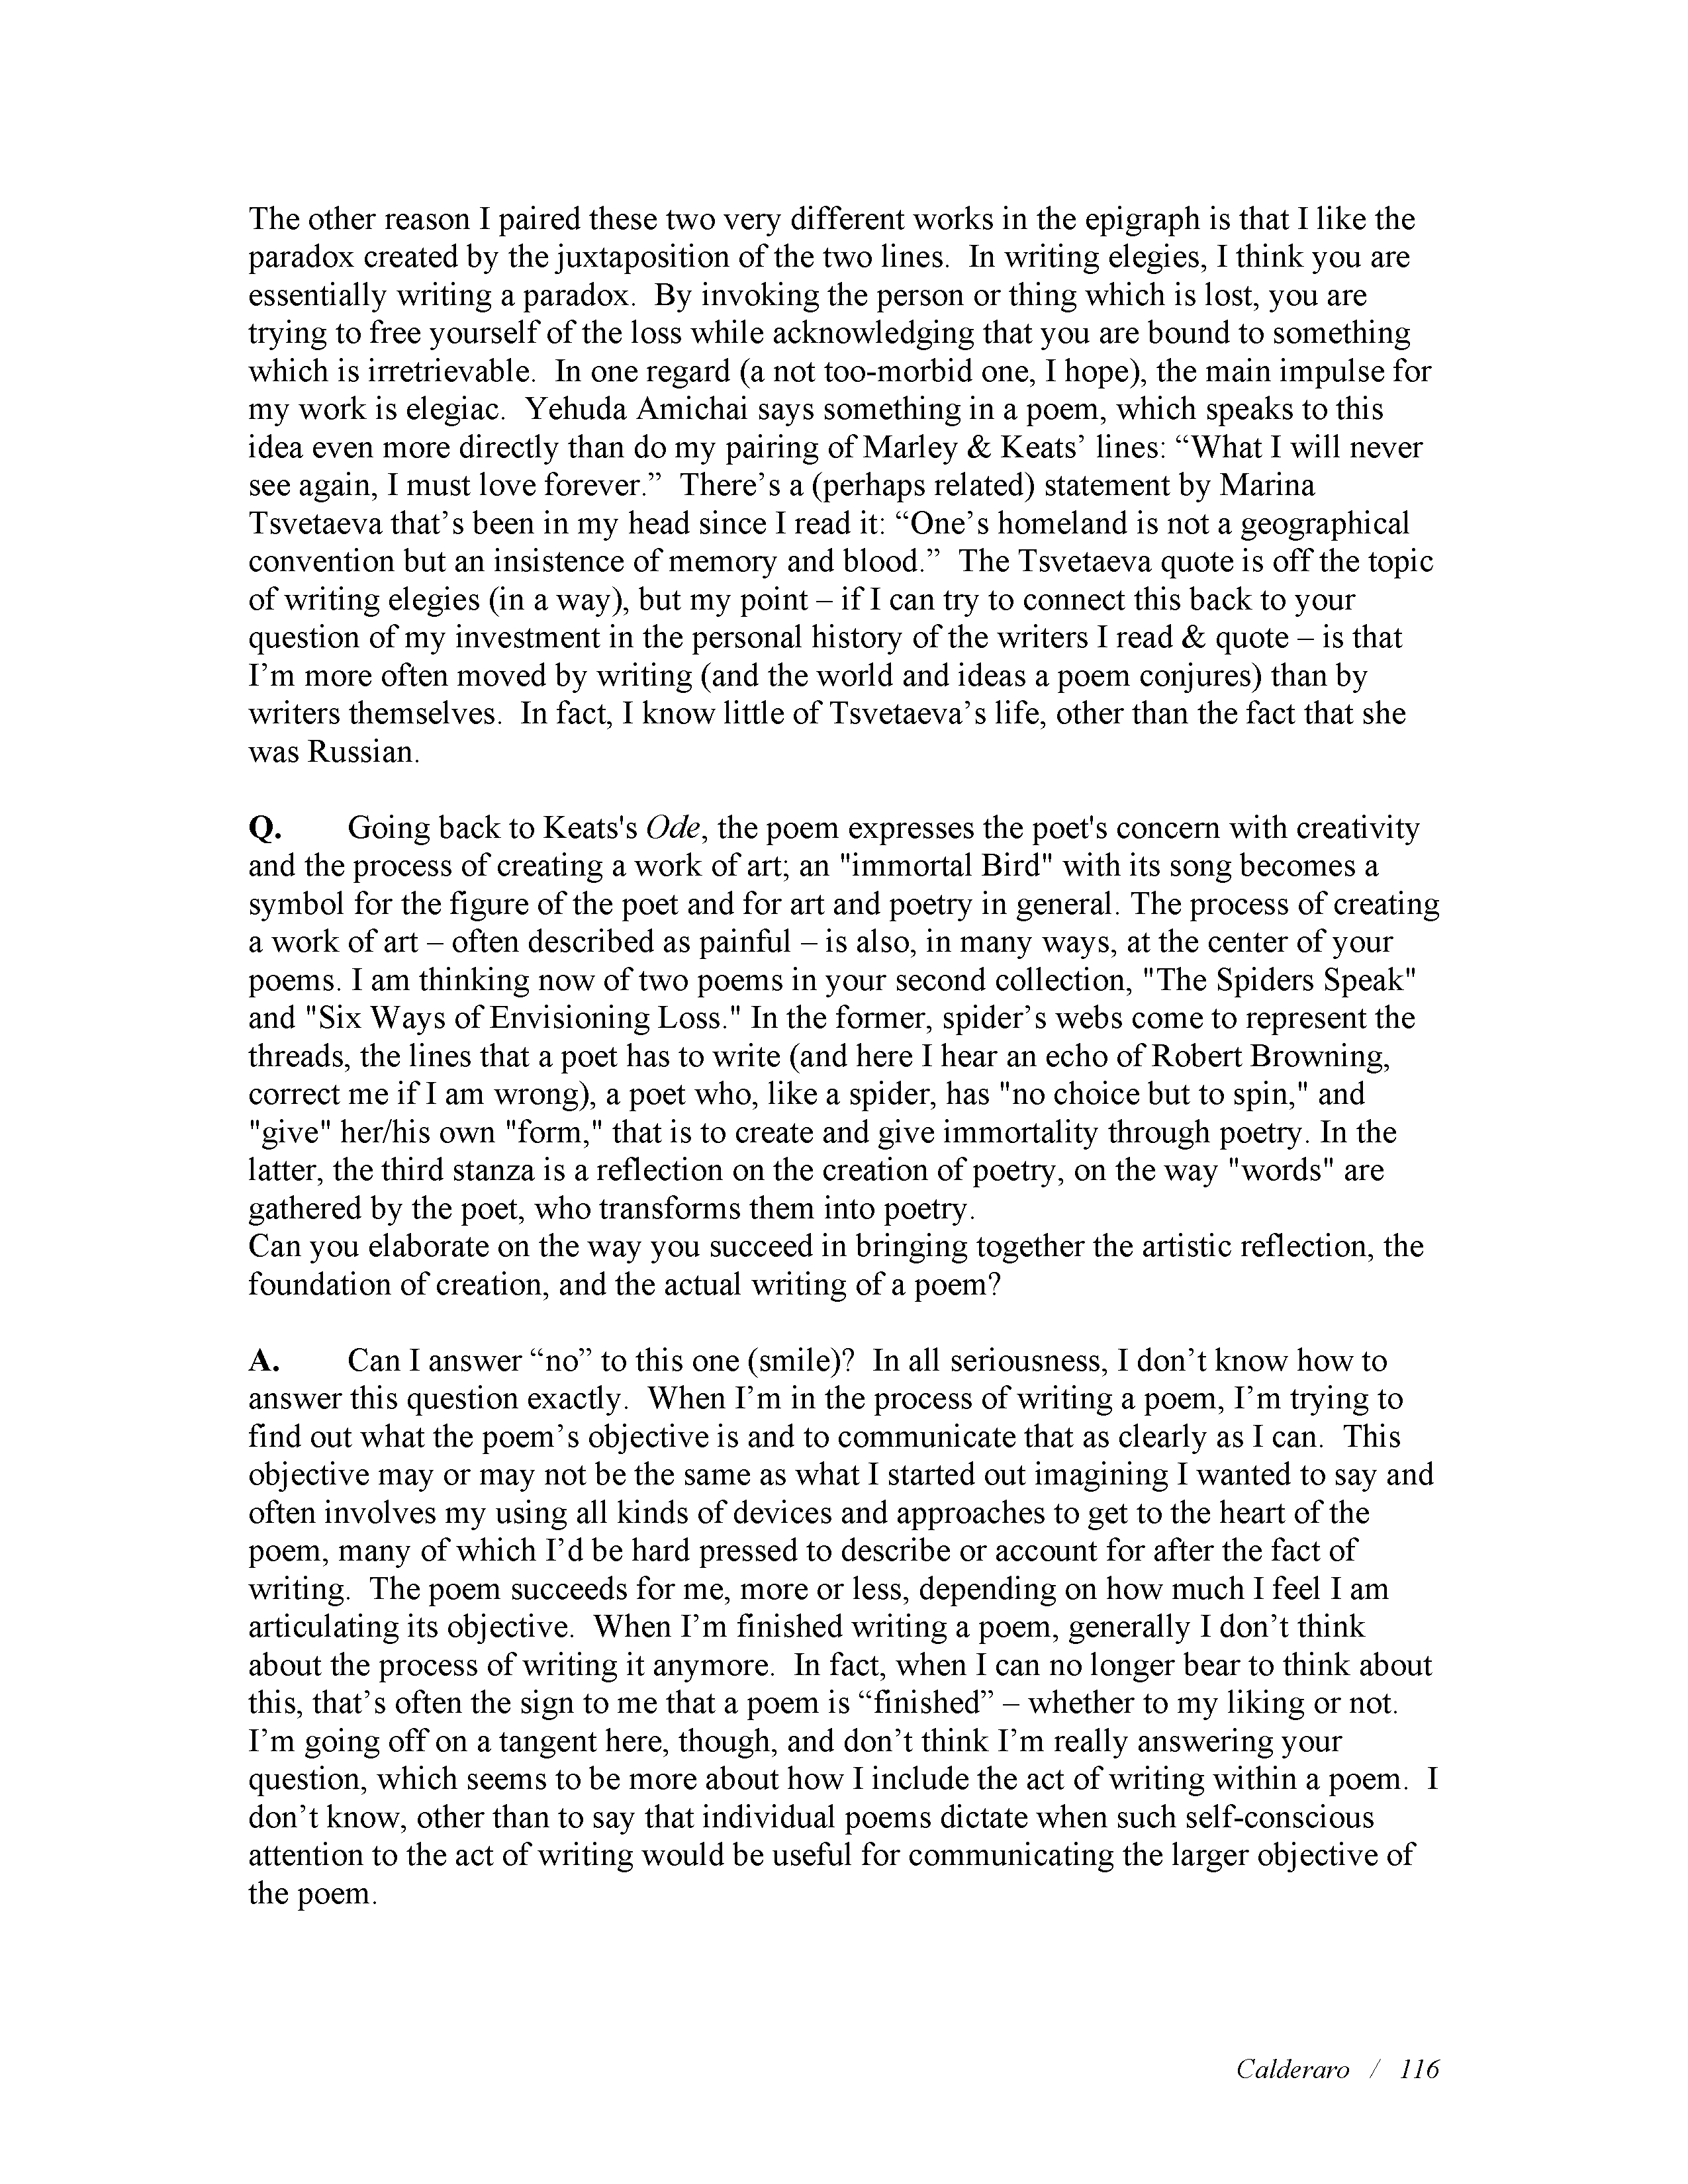 The other reason I paired these two very different works in the epigraph is that I like the
paradox created by the juxtaposition of the two lines.  In writing elegies, I think you are
essentially writing a paradox.  By invoking the person or thing which is lost, you are
trying to free yourself of the loss while acknowledging that you are bound to something
which is irretrievable.  In one regard (a not too-morbid one, I hope), the main impulse for
my work is elegiac.  Yehuda Amichai says something in a poem, which speaks to this
idea even more directly than do my pairing of Marley & Keats’ lines: “What I will never
see again, I must love forever.”  There’s a (perhaps related) statement by Marina
Tsvetaeva that’s been in my head since I read it: “One’s homeland is not a geographical
convention but an insistence of memory and blood.”  The Tsvetaeva quote is off the topic
of writing elegies (in a way), but my point – if I can try to connect this back to your
question of my investment in the personal history of the writers I read & quote – is that
I’m more often moved by writing (and the world and ideas a poem conjures) than by
writers themselves.  In fact, I know little of Tsvetaeva’s life, other than the fact that she
was Russian.

Q. Going back to Keats's Ode, the poem expresses the poet's concern with creativity
and the process of creating a work of art; an "immortal Bird" with its song becomes a
symbol for the figure of the poet and for art and poetry in general. The process of creating
a work of art – often described as painful – is also, in many ways, at the center of your
poems. I am thinking now of two poems in your second collection, "The Spiders Speak"
and "Six Ways of Envisioning Loss." In the former, spider’s webs come to represent the
threads, the lines that a poet has to write (and here I hear an echo of Robert Browning,
correct me if I am wrong), a poet who, like a spider, has "no choice but to spin," and
"give" her/his own "form," that is to create and give immortality through poetry. In the
latter, the third stanza is a reflection on the creation of poetry, on the way "words" are
gathered by the poet, who transforms them into poetry.
Can you elaborate on the way you succeed in bringing together the artistic reflection, the
foundation of creation, and the actual writing of a poem?

A. Can I answer “no” to this one (smile)?  In all seriousness, I don’t know how to
answer this question exactly.  When I’m in the process of writing a poem, I’m trying to
find out what the poem’s objective is and to communicate that as clearly as I can.  This
objective may or may not be the same as what I started out imagining I wanted to say and
often involves my using all kinds of devices and approaches to get to the heart of the
poem, many of which I’d be hard pressed to describe or account for after the fact of
writing.  The poem succeeds for me, more or less, depending on how much I feel I am
articulating its objective.  When I’m finished writing a poem, generally I don’t think
about the process of writing it anymore.  In fact, when I can no longer bear to think about
this, that’s often the sign to me that a poem is “finished” – whether to my liking or not.
I’m going off on a tangent here, though, and don’t think I’m really answering your
question, which seems to be more about how I include the act of writing within a poem.  I
don’t know, other than to say that individual poems dictate when such self-conscious
attention to the act of writing would be useful for communicating the larger objective of
the poem.

Calderaro / 116